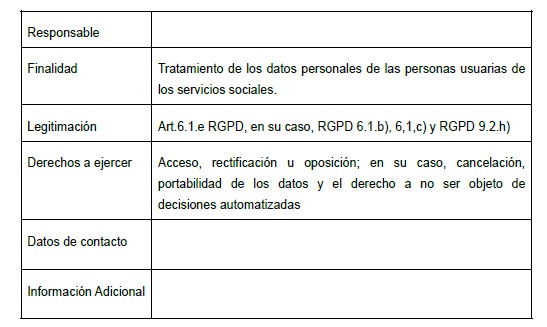 Responsable
Finalidad
Tratamiento de los datos personales de las personas usuarias de
los servicios sociales.
Legitimación
Art.6.1.e RGPD, en su caso, RGPD 6.1.b), 6,1,c) y RGPD 9.2.h)
Derechos a ejercer
Acceso, rectificación u oposición; en su caso, cancelación,
portabilidad de los datos y el derecho a no ser objeto de
decisiones automatizadas
Datos de contacto
Información Adicional